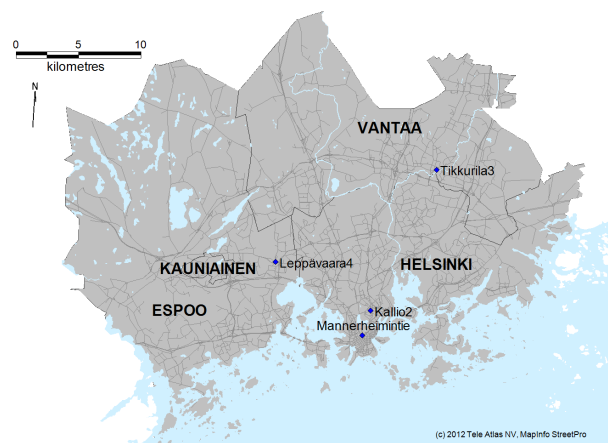 0 5 10
kilometres
N
VANTAA
Tikkurila3
KAUNIAINEN
Leppävaara4
HELSINKI
ESPOO
Kallio2
Mannerheimintie
(c) 2012 Tele Atlas NV, MapInfo StreetPro